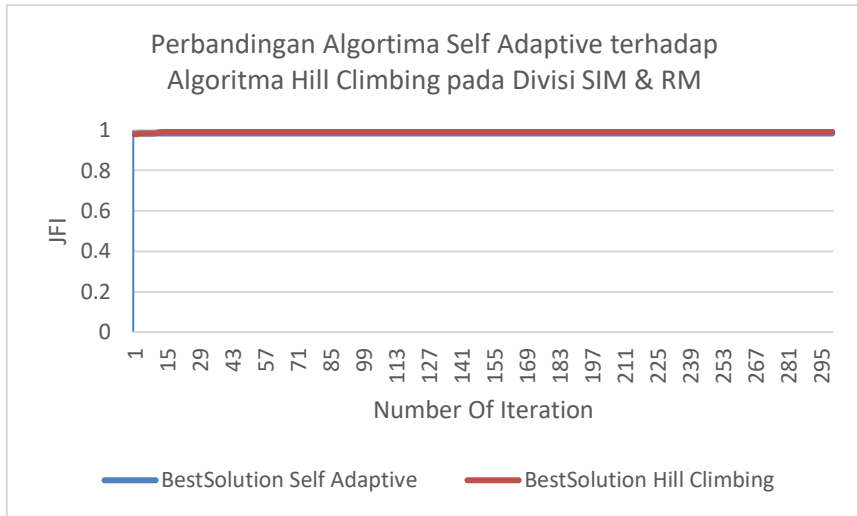 Perbandingan Algortima Self Adaptive terhadap
Algoritma Hill Climbing pada Divisi SIM & RM
1
0.8
0.6
0.4
0.2
0
JFI
1 15 29 43 57 71 85 99 113 127 141 155 169 183 197 211 225 239 253 267 281 295
Number Of Iteration
BestSolution Self Adaptive BestSolution Hill Climbing